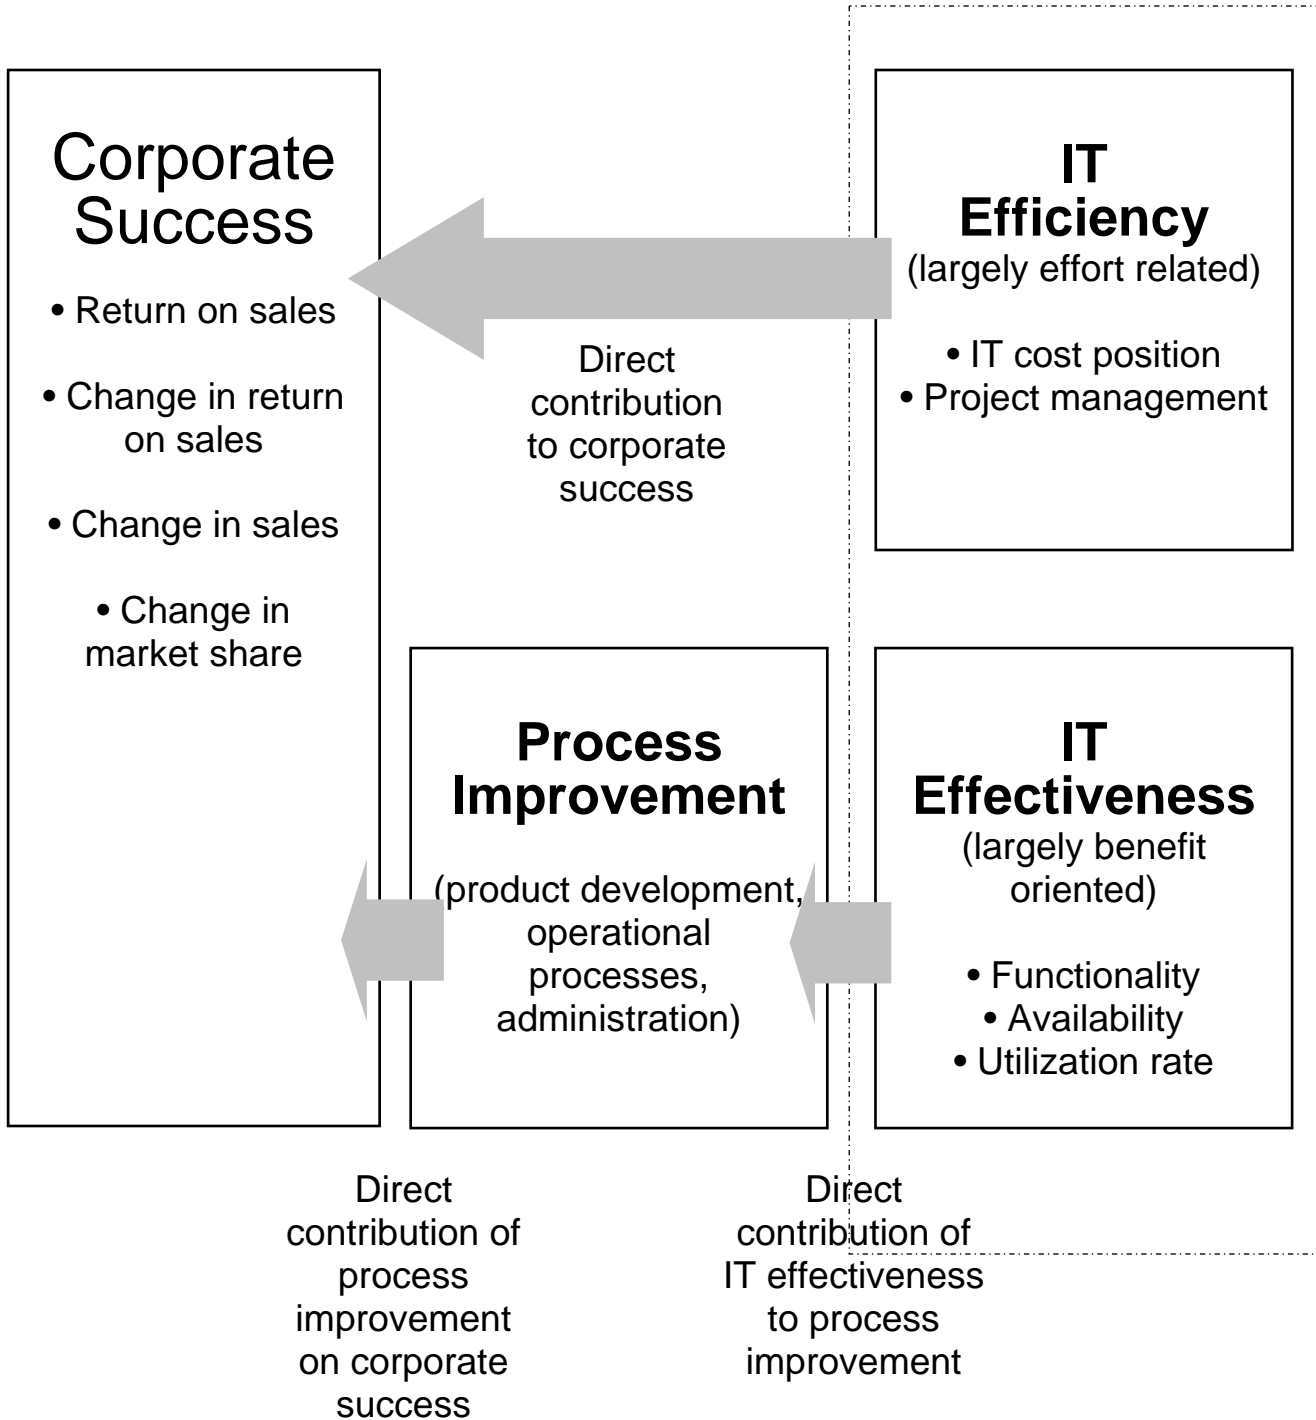 Corporate
Success
• Return on sales
• Change in return
on sales
• Change in sales
• Change in
market share
Direct
contribution
to corporate
success
IT
Efficiency
(largely effort related)
• IT cost position
• Project management
Process
Improvement
(product development,
operational
processes,
administration)
IT
Effectiveness
(largely benefit
oriented)
• Functionality
• Availability
• Utilization rate
Direct
contribution of
process
improvement
on corporate
success
Direct
contribution of
IT effectiveness
to process
improvement